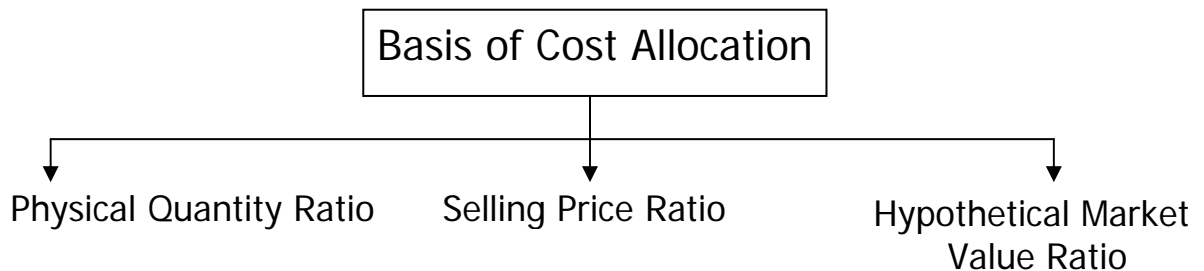 Basis of Cost Allocation
Physical Quantity Ratio
Selling Price Ratio
Hypothetical Market
Value Ratio